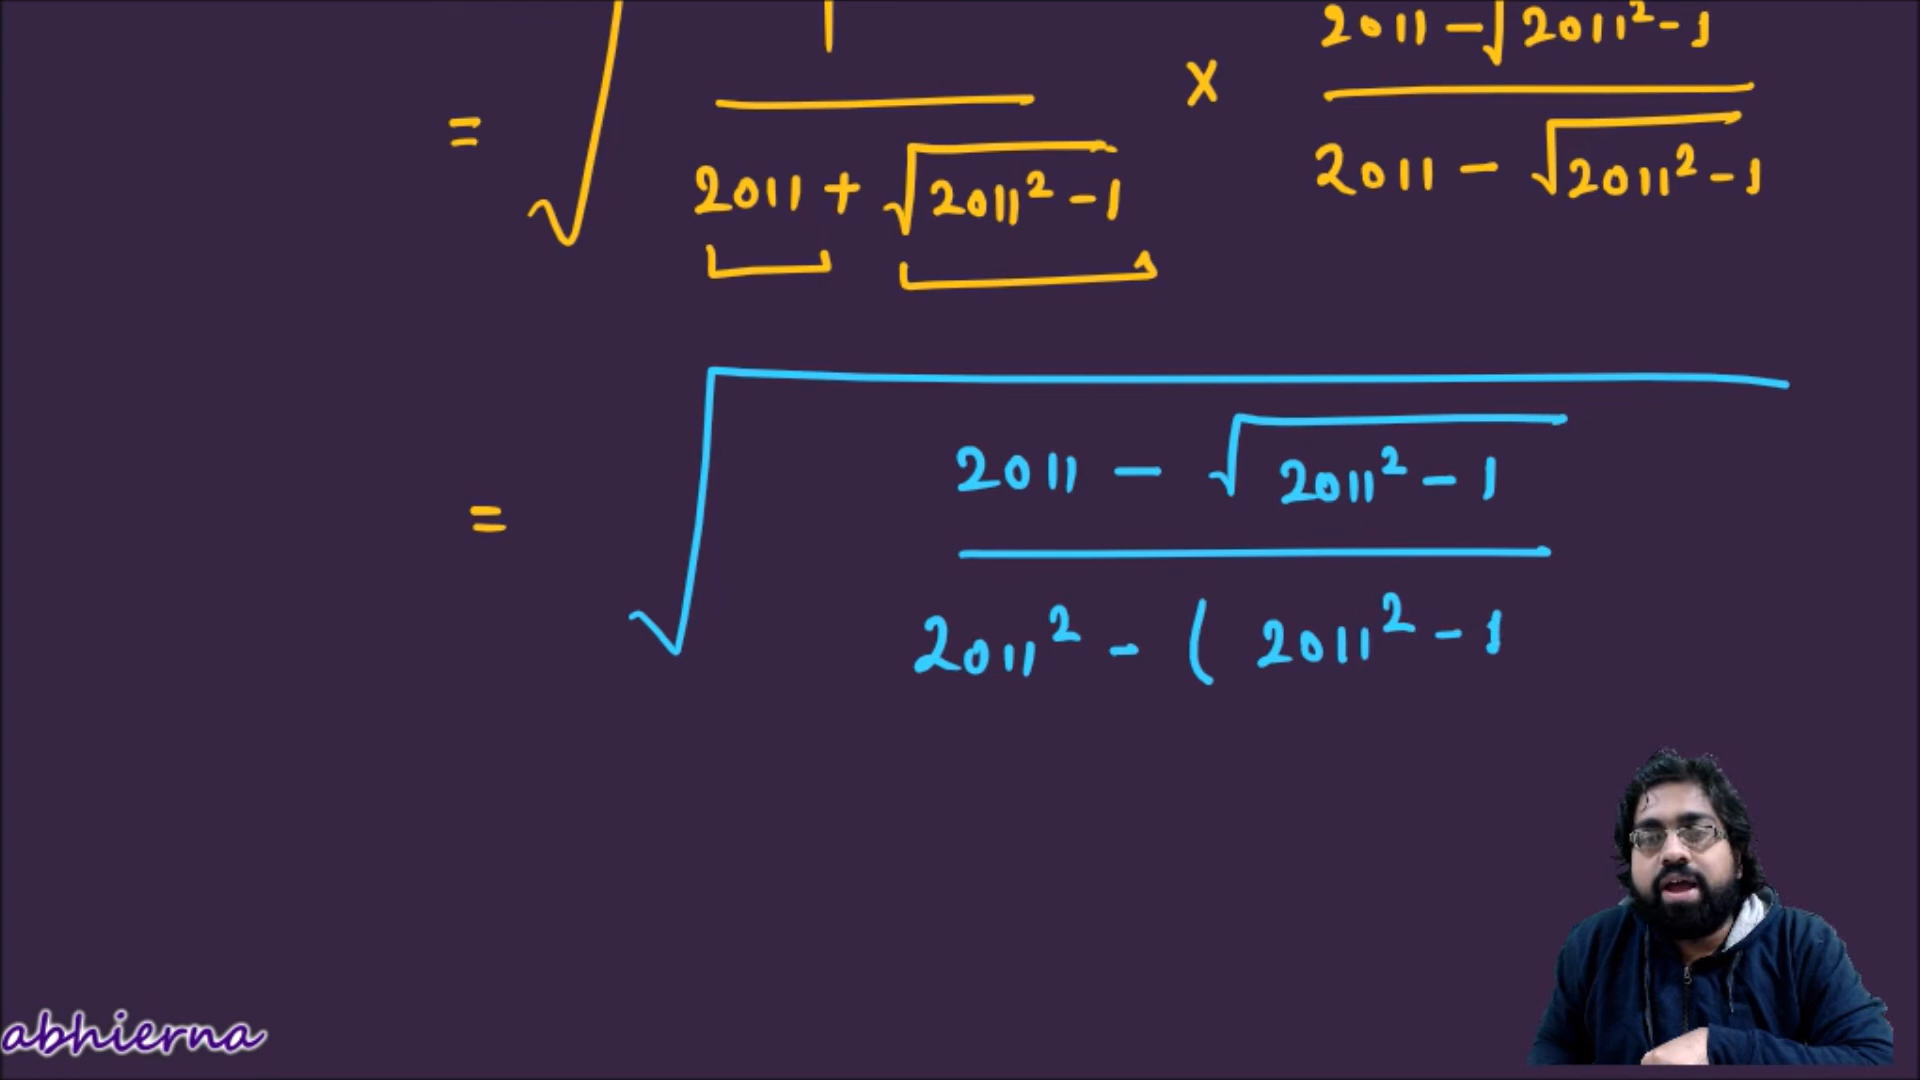 = √ 1 / 2011 + √2011² - 1 × 2011 - √2011² - 1 / 2011 - √2011² - 1
= √ 2011 - √2011² - 1 / 2011² - ( 2011² - 1
abhierna